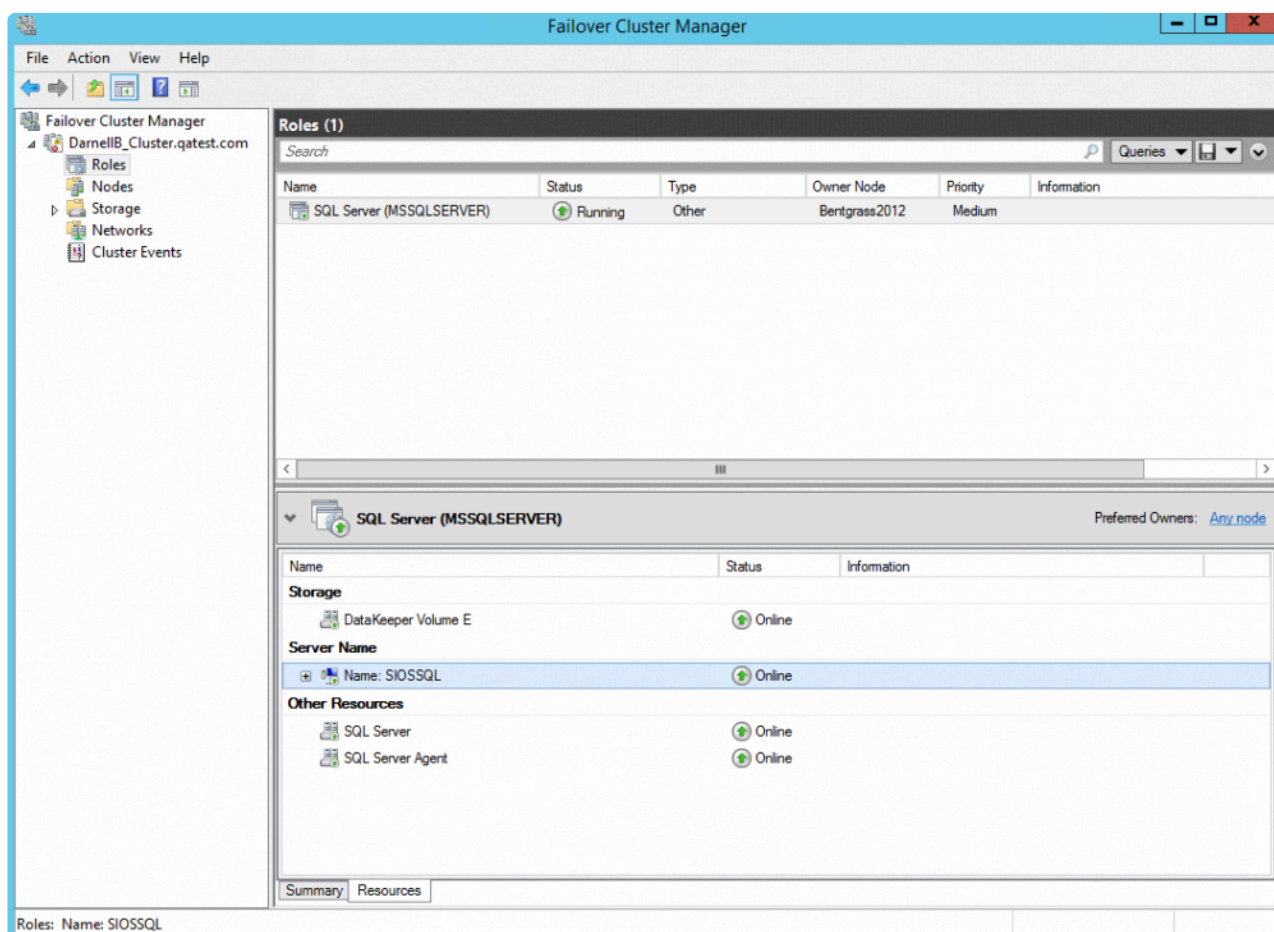 Failover Cluster Manager
File Action View Help
Failover Cluster Manager
DarnellB_Cluster.qatest.com
Roles
Nodes
Storage
Networks
Cluster Events
Roles (1)
Search
Queries
Name Status Type Owner Node Priority Information
SQL Server (MSSQLSERVER) Running Other Bentgrass2012 Medium
SQL Server (MSSQLSERVER)
Preferred Owners: Any node
Name Status Information
Storage
DataKeeper Volume E Online
Server Name
Name: SIOSSQL Online
Other Resources
SQL Server Online
SQL Server Agent Online
Summary Resources
Roles: Name: SIOSSQL